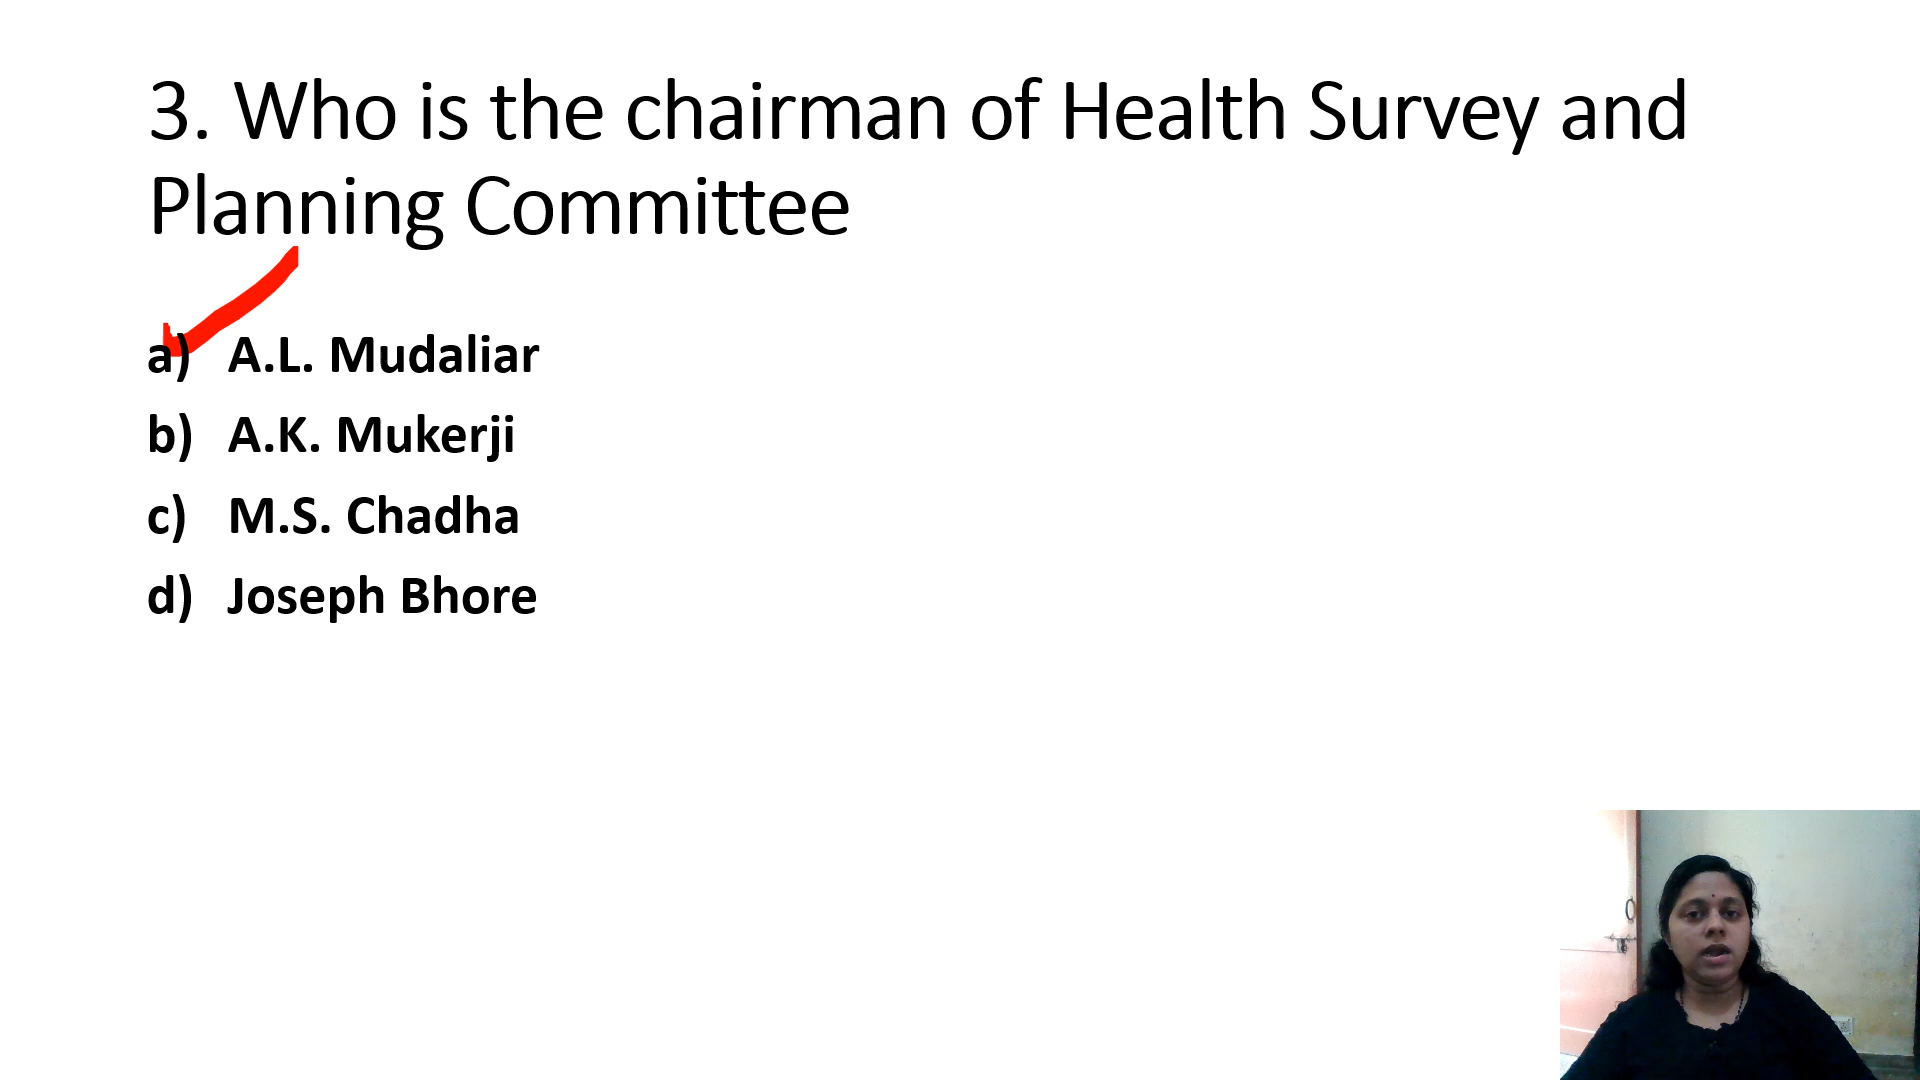 3. Who is the chairman of Health Survey and
Planning Committee
a) A.L. Mudaliar
b) A.K. Mukerji
c) M.S. Chadha
d) Joseph Bhore